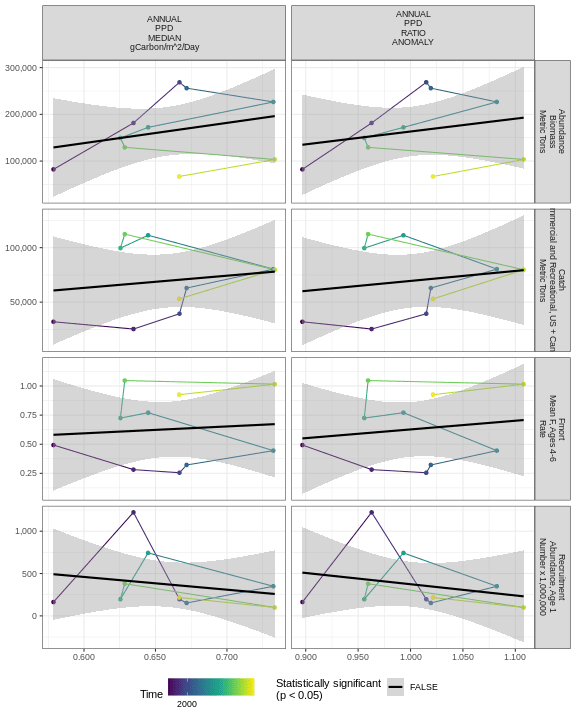 ANNUAL
PPD
MEDIAN
gCarbon/m^2/Day
ANNUAL
PPD
RATIO
ANOMALY
300,000
200,000
100,000
Abundance
Biomass
Metric Tons
100,000
50,000
Catch
and Recreational, US +
Metric Tons
1.00
0.75
0.50
0.25
Fmort
Mean F, Ages 4-6
Rate
1,000
500
0
Recruitment
Abundance, Age 1
Number x 1,000,000
0.600
0.650
0.700
0.900
0.950
1.000
1.050
1.100
Time
2000
Statistically significant
(p < 0.05)
FALSE